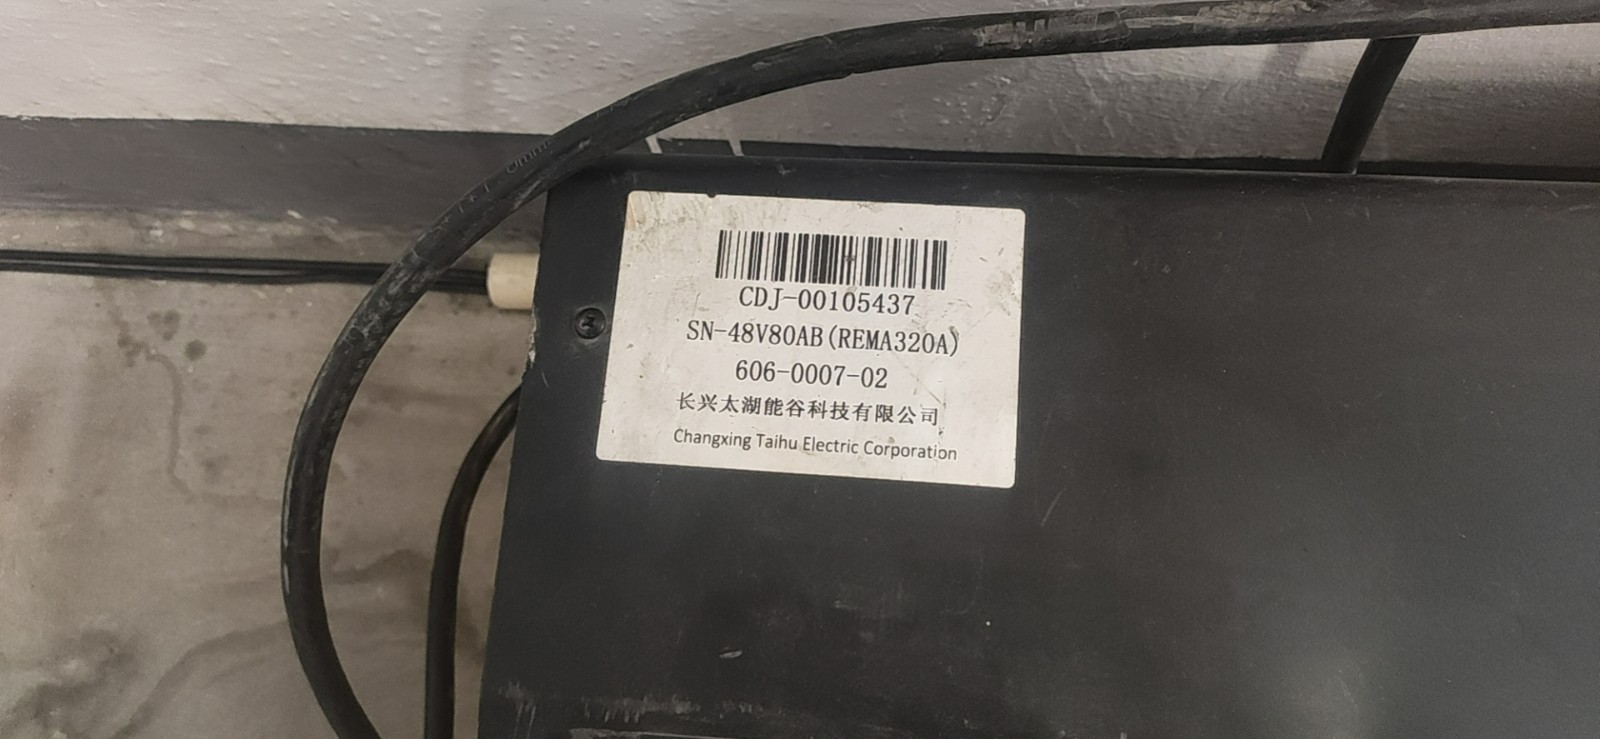 CDJ-00105437
SN-48V80AB(REMA320A)
606-0007-02
长兴太湖能谷科技有限公司
Changxing Taihu Electric Corporation